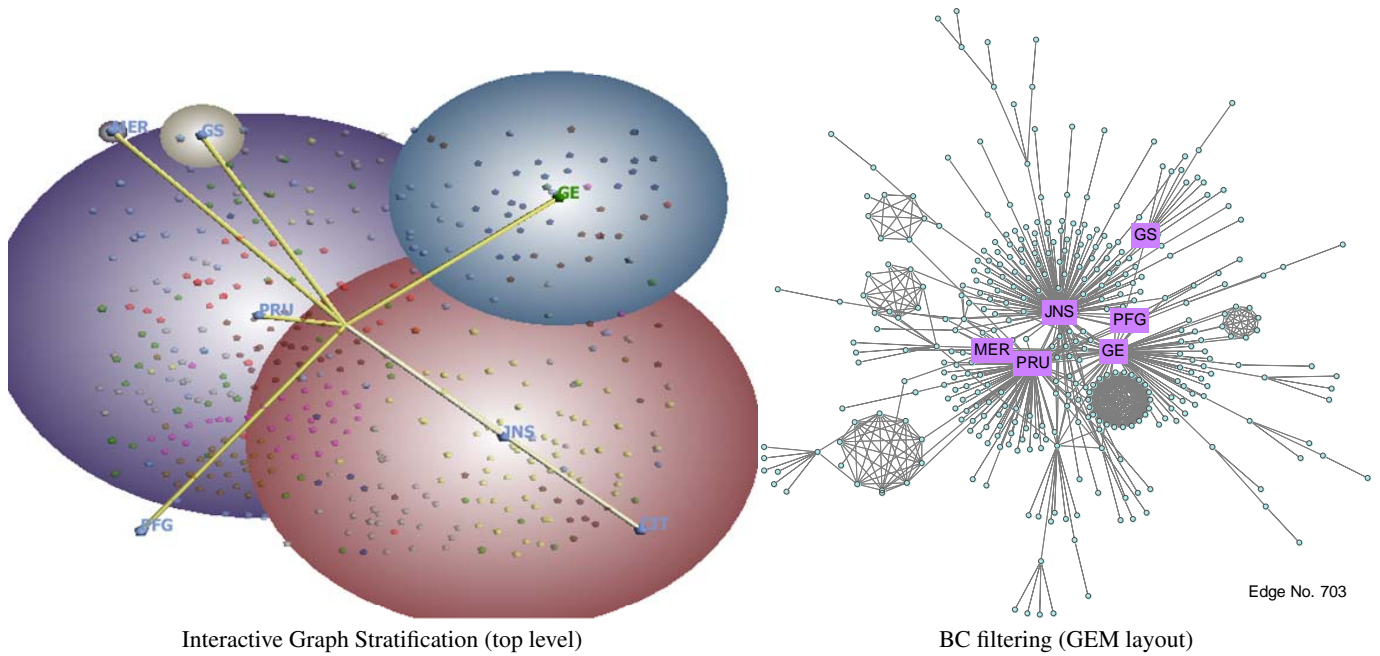 MER
GS
GE
PRU
JNS
PFG
CIT
Interactive Graph Stratification (top level)
GS
JNS
PFG
MER
PRU
GE
Edge No. 703
BC filtering (GEM layout)